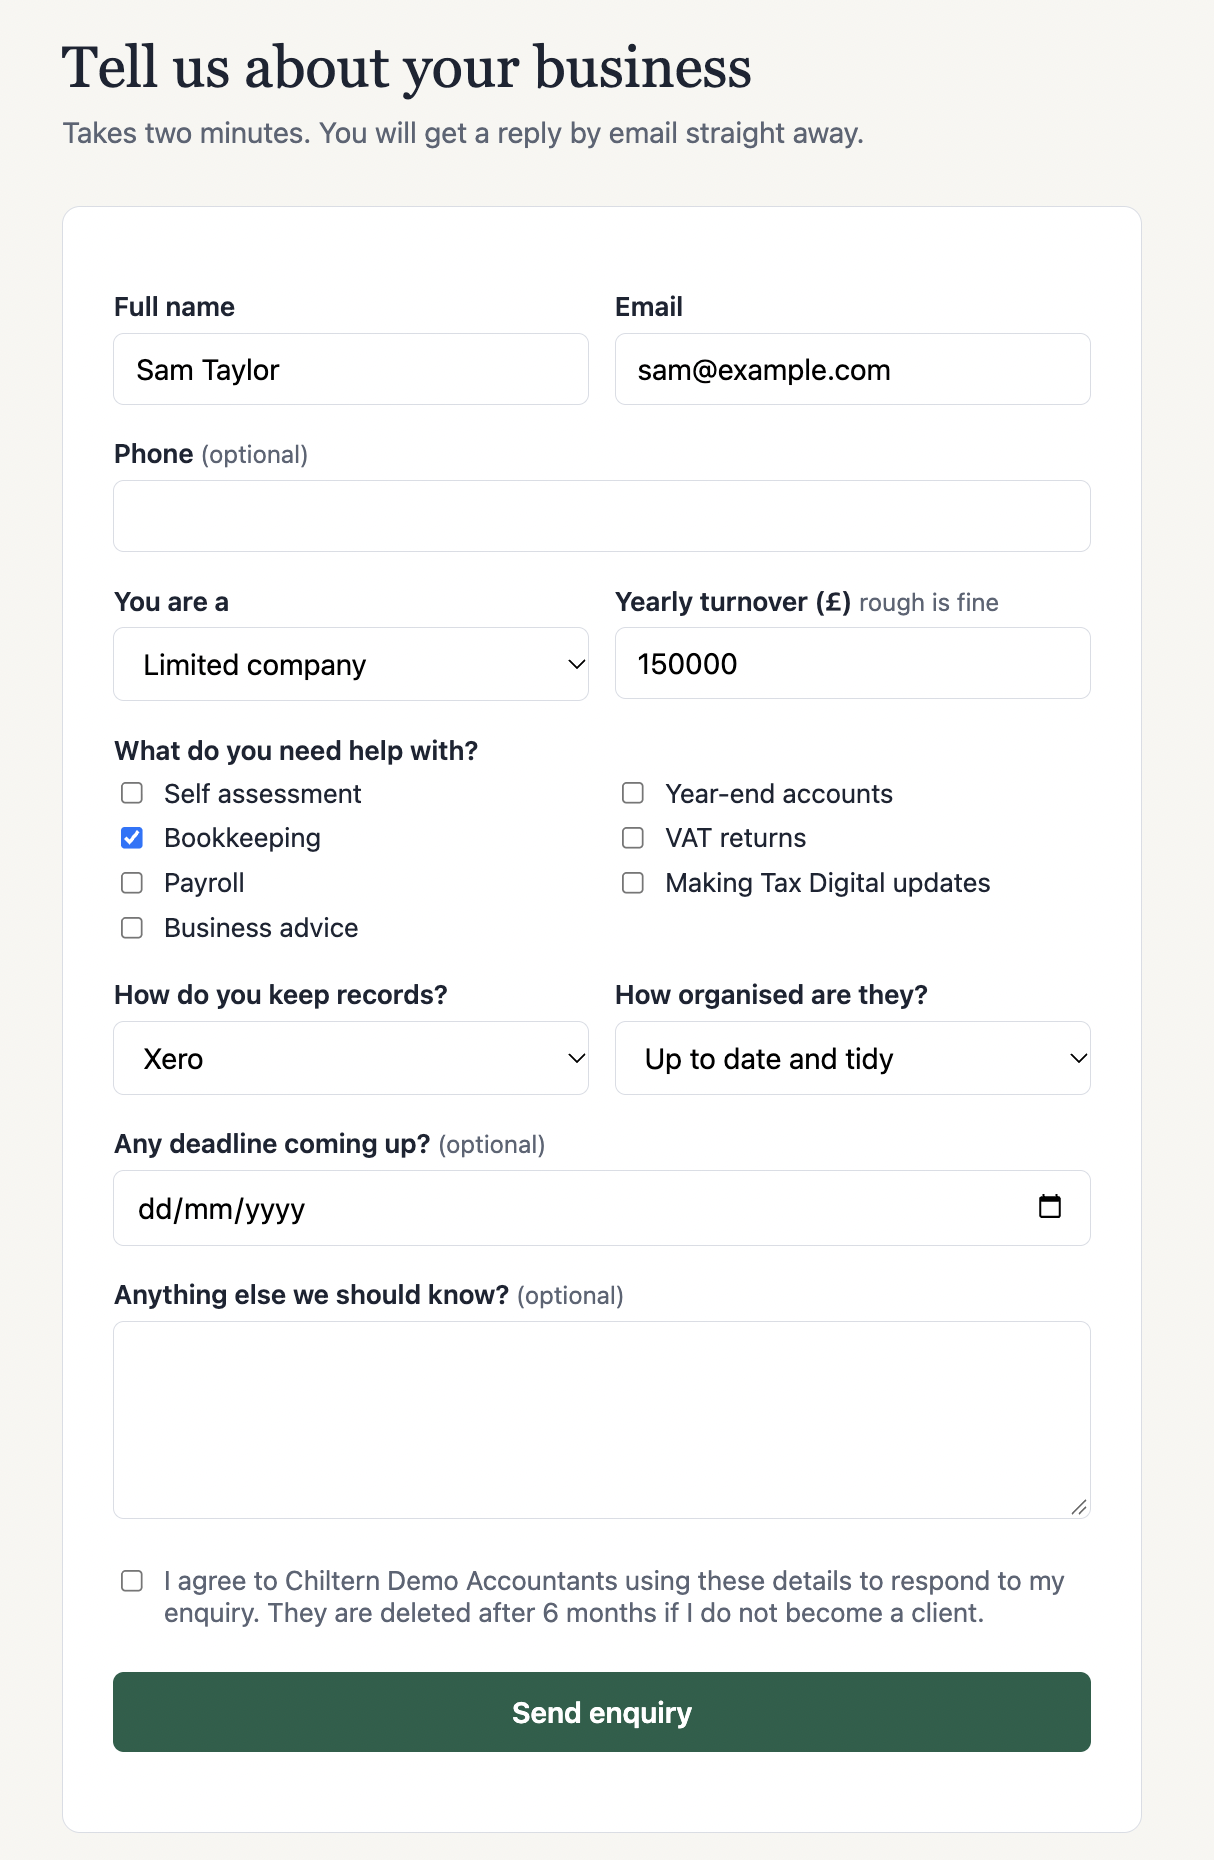 Tell us about your business
Takes two minutes. You will get a reply by email straight away.
Full name
Sam Taylor
Email
sam@example.com
Phone (optional)
You are a
Limited company
Yearly turnover (£) rough is fine
150000
What do you need help with?
Self assessment
Year-end accounts
Bookkeeping
VAT returns
Payroll
Making Tax Digital updates
Business advice
How do you keep records?
Xero
How organised are they?
Up to date and tidy
Any deadline coming up? (optional)
dd/mm/yyyy
Anything else we should know? (optional)
I agree to Chiltern Demo Accountants using these details to respond to my
enquiry. They are deleted after 6 months if I do not become a client.
Send enquiry